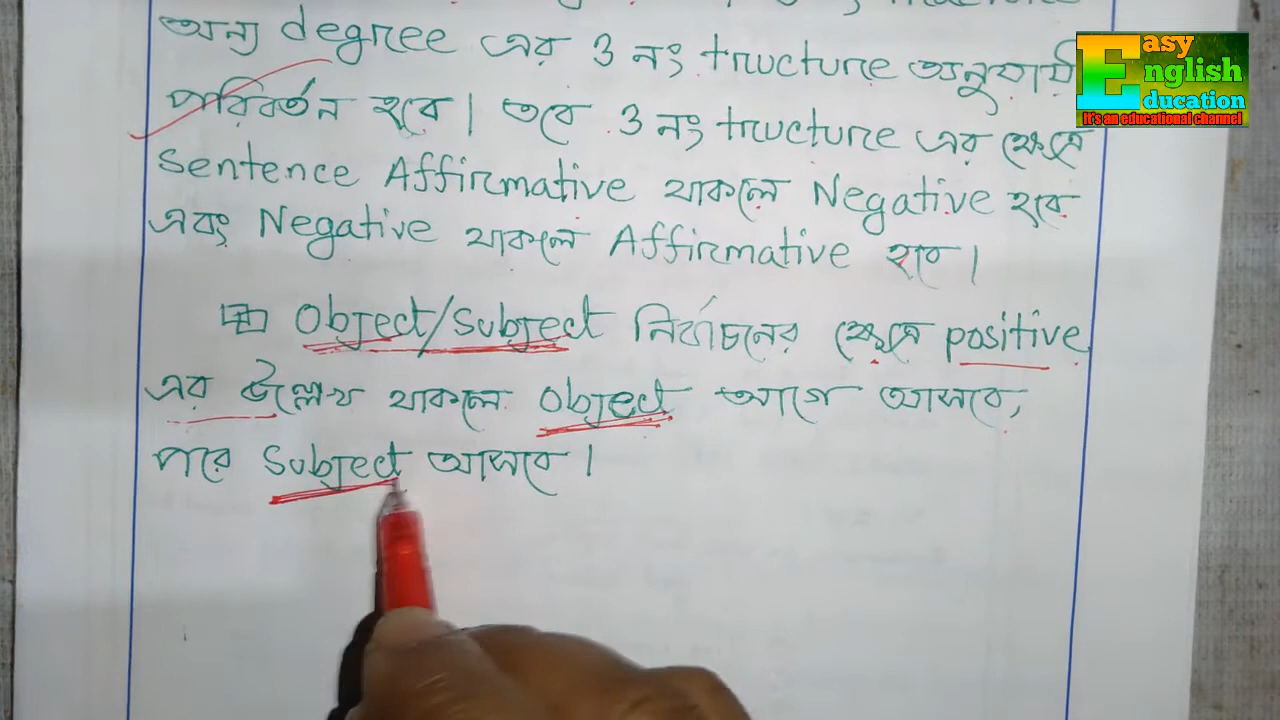 অন্য degree এর 3 নং tructure অনুযায়ী
পরিবর্তন হবে। তবে 3 নং tructure এর ক্ষেত্রে
Sentence Affirmative থাকলে Negative হবে
এবং Negative থাকলে Affirmative হবে।
Object/Subject নির্বাচনের ক্ষেত্রে positive
এর উল্লেখ থাকলে object আগে আসবে,
পরে Subject আসবে।
Easy
English
Education
It's an educational channel